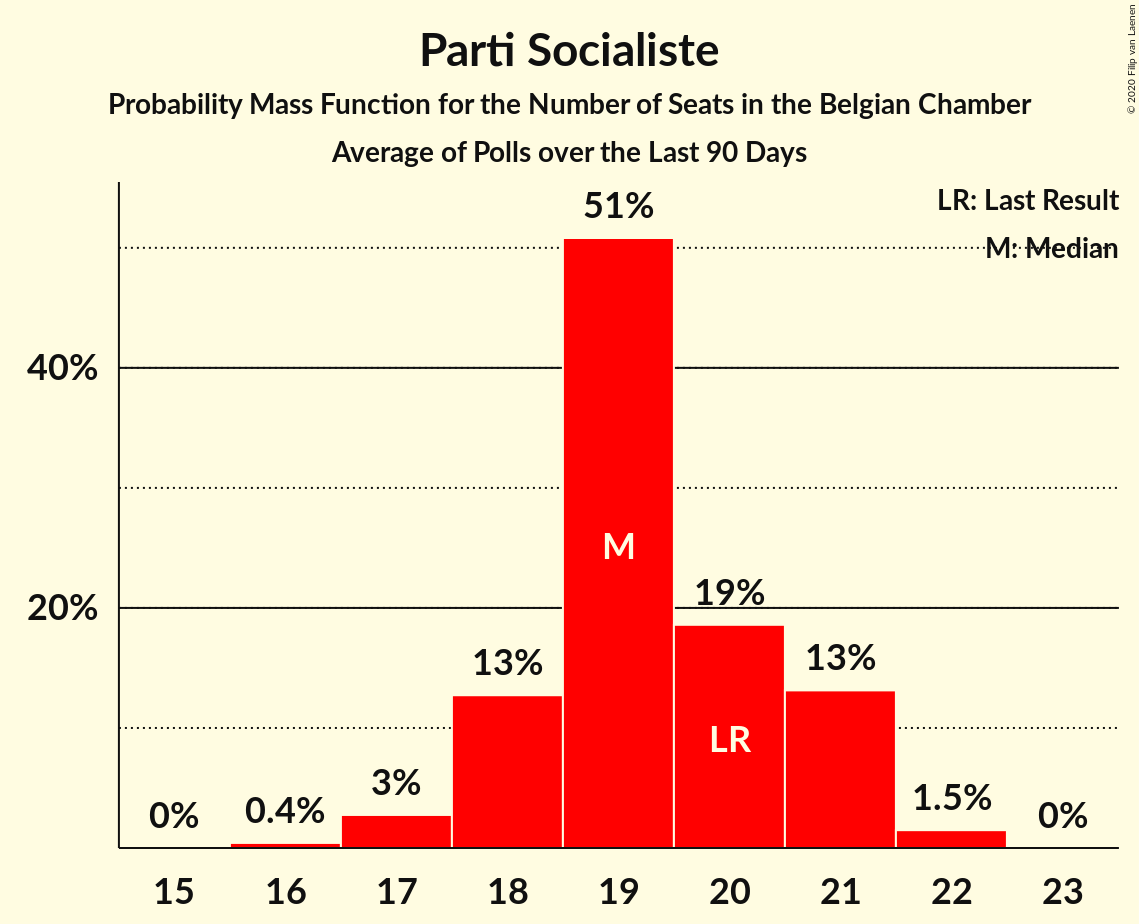 Parti Socialiste
Probability Mass Function for the Number of Seats in the Belgian Chamber
Average of Polls over the Last 90 Days
© 2020 Filip van Laenen
LR: Last Result
M: Median
51%
40%
M
19%
20%
13%
13%
LR
3%
1.5%
0.4%
0%
0%
15 16 17 18 19 20 21 22 23